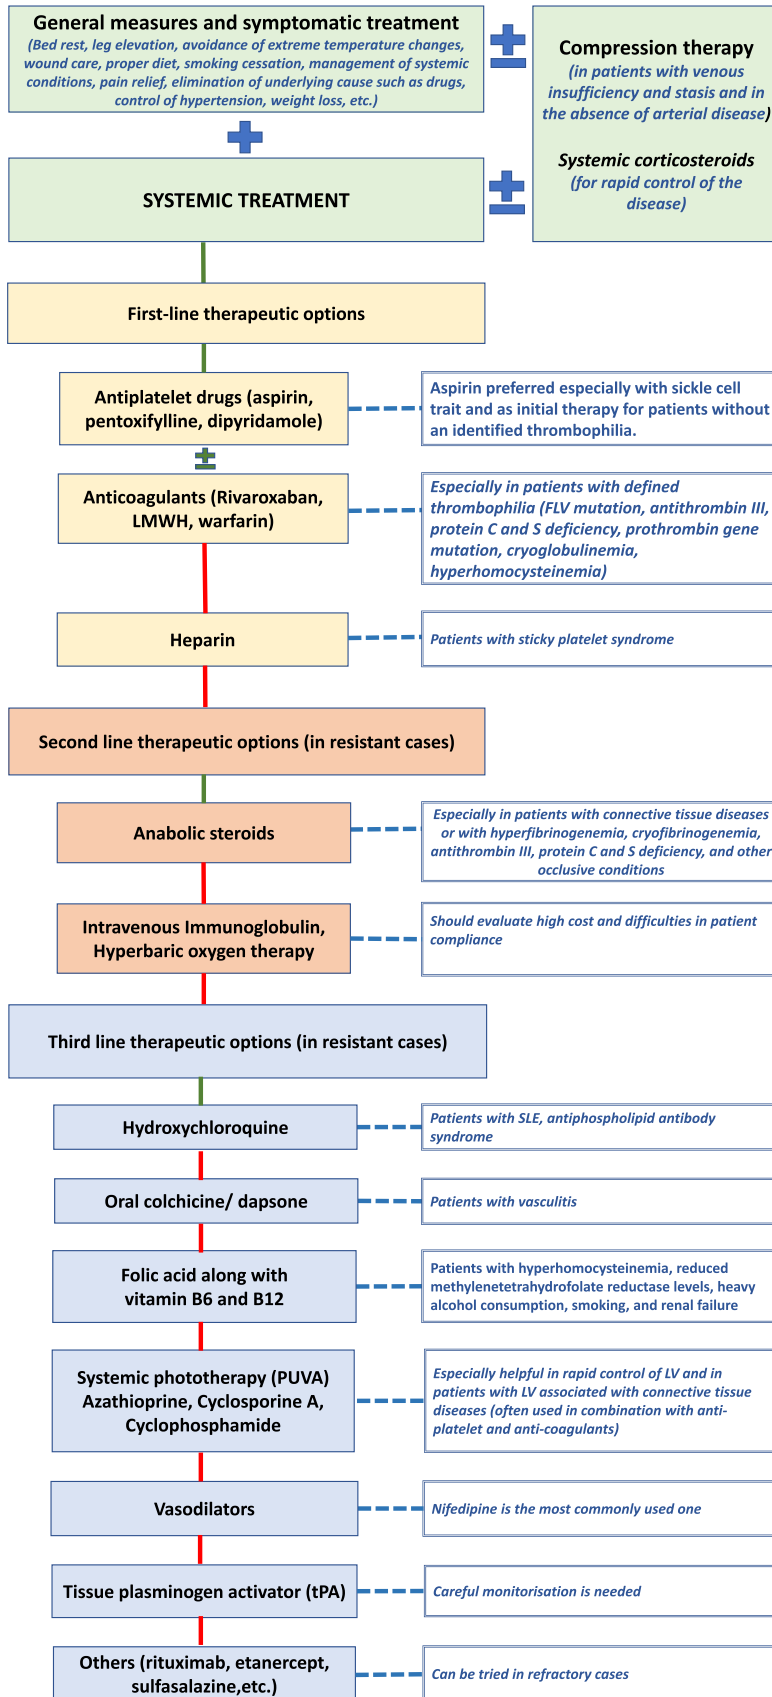 General measures and symptomatic treatment
(Bed rest, leg elevation, avoidance of extreme temperature changes,
wound care, proper diet, smoking cessation, management of systemic
conditions, pain relief, elimination of underlying cause such as drugs,
control of hypertension, weight loss, etc.)
±
Compression therapy
(in patients with venous
insufficiency and stasis and in
the absence of arterial disease)
Systemic corticosteroids
(for rapid control of the
disease)
+
SYSTEMIC TREATMENT
±
First-line therapeutic options
Antiplatelet drugs (aspirin,
pentoxifylline, dipyridamole)
Aspirin preferred especially with sickle cell
trait and as initial therapy for patients without
an identified thrombophilia.
±
Anticoagulants (Rivaroxaban,
LMWH, warfarin)
Especially in patients with defined
thrombophilia (FLV mutation, antithrombin III,
protein C and S deficiency, prothrombin gene
mutation, cryoglobulinemia,
hyperhomocysteinemia)
Heparin
Patients with sticky platelet syndrome
Second line therapeutic options (in resistant cases)
Anabolic steroids
Especially in patients with connective tissue diseases
or with hyperfibrinogenemia, cryofibrinogenemia,
antithrombin III, protein C and S deficiency, and other
occlusive conditions
Intravenous Immunoglobulin,
Hyperbaric oxygen therapy
Should evaluate high cost and difficulties in patient
compliance
Third line therapeutic options (in resistant cases)
Hydroxychloroquine
Patients with SLE, antiphospholipid antibody
syndrome
Oral colchicine/ dapsone
Patients with vasculitis
Folic acid along with
vitamin B6 and B12
Patients with hyperhomocysteinemia, reduced
methylenetetrahydrofolate reductase levels, heavy
alcohol consumption, smoking, and renal failure
Systemic phototherapy (PUVA)
Azathioprine, Cyclosporine A,
Cyclophosphamide
Especially helpful in rapid control of LV and in
patients with LV associated with connective tissue
diseases (often used in combination with anti-
platelet and anti-coagulants)
Vasodilators
Nifedipine is the most commonly used one
Tissue plasminogen activator (tPA)
Careful monitorisation is needed
Others (rituximab, etanercept,
sulfasalazine,etc.)
Can be tried in refractory cases